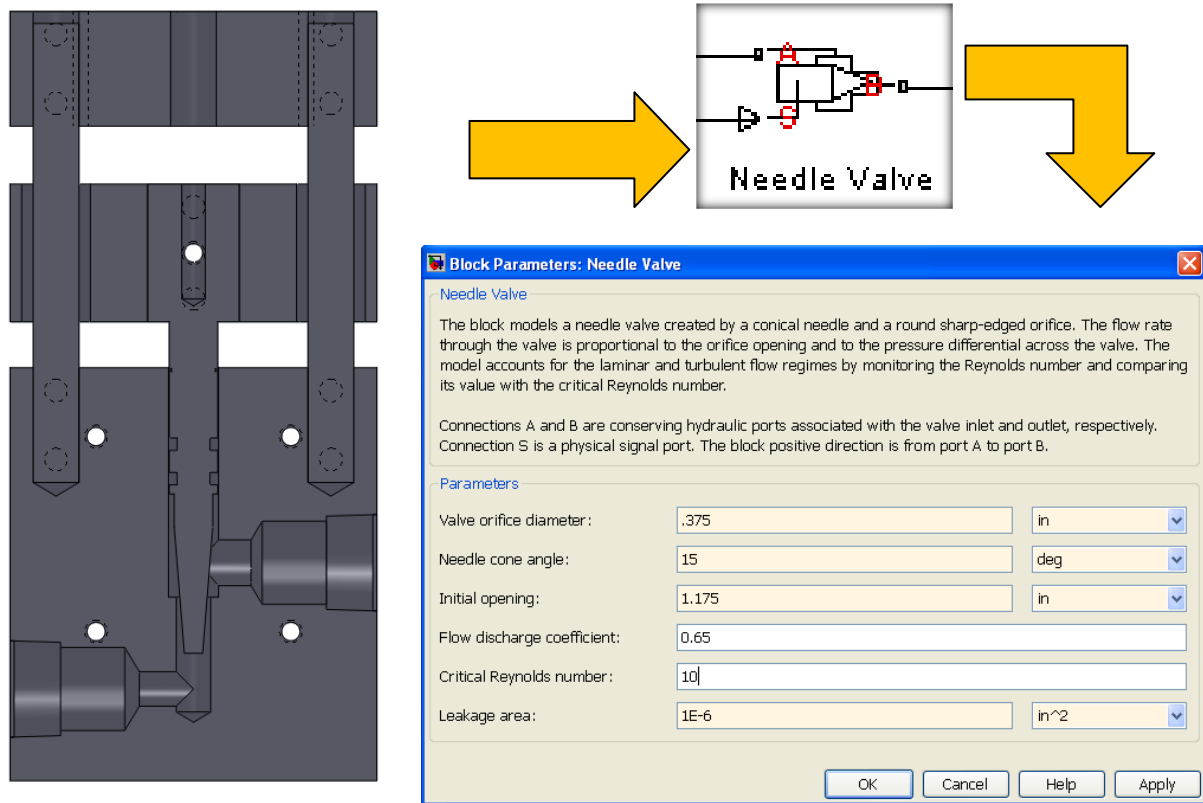 A
B
S
Needle Valve
Block Parameters: Needle Valve
Needle Valve
The block models a needle valve created by a conical needle and a round sharp-edged orifice. The flow rate
through the valve is proportional to the orifice opening and to the pressure differential across the valve. The
model accounts for the laminar and turbulent flow regimes by monitoring the Reynolds number and comparing
its value with the critical Reynolds number.
Connections A and B are conserving hydraulic ports associated with the valve inlet and outlet, respectively.
Connection S is a physical signal port. The block positive direction is from port A to port B.
Parameters
Valve orifice diameter: .375 in
Needle cone angle: 15 deg
Initial opening: 1.175 in
Flow discharge coefficient: 0.65
Critical Reynolds number: 10
Leakage area: 1E-6 in^2
OK Cancel Help Apply